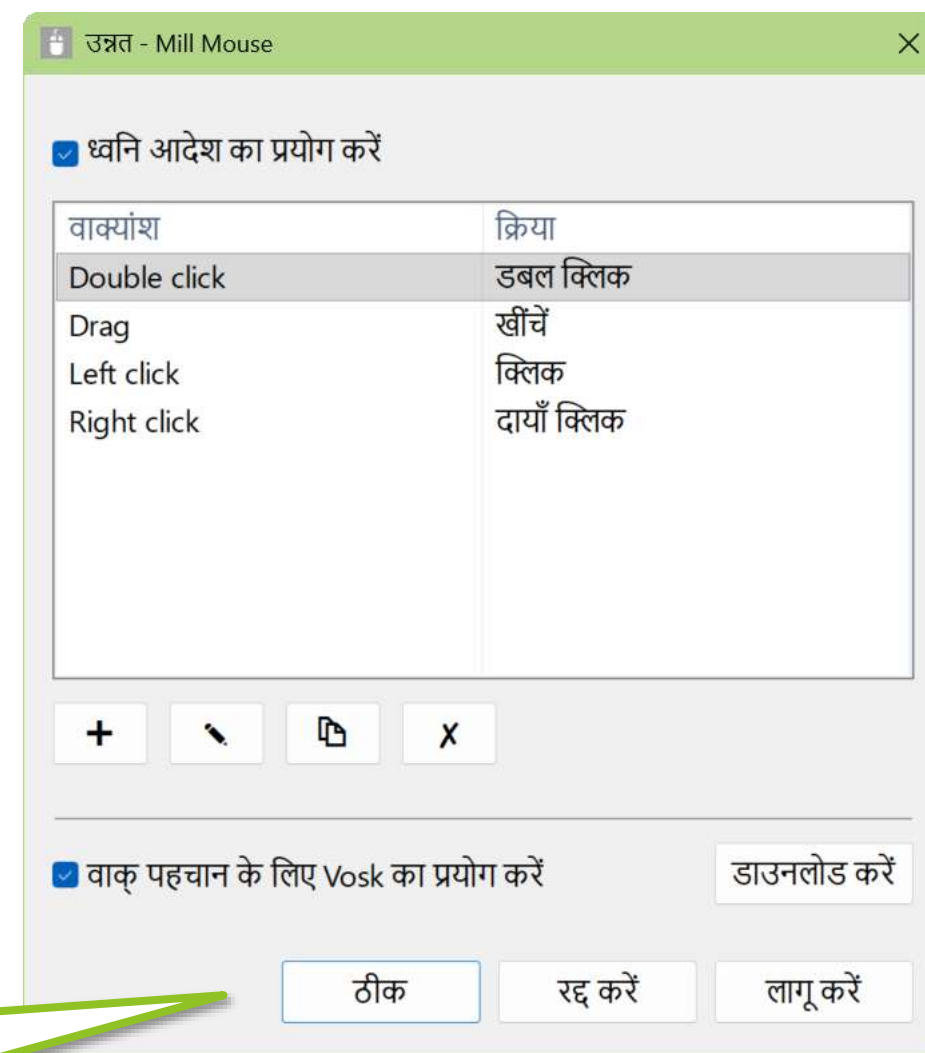 उन्नत - Mill Mouse
ध्वनि आदेश का प्रयोग करें
वाक्यांश क्रिया
Double click डबल क्लिक
Drag खींचें
Left click क्लिक
Right click दायाँ क्लिक
वाक् पहचान के लिए Vosk का प्रयोग करें डाउनलोड करें
ठीक रद्द करें लागू करें